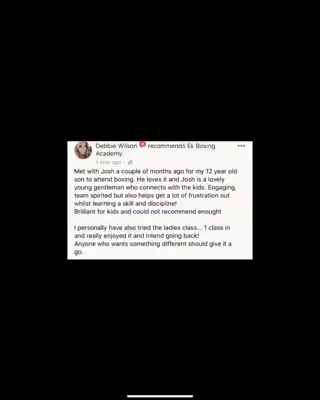 Debbie Wilson recommends Ek Boxing
Academy.
1 year ago ·
Met with Josh a couple of months ago for my 12 year old
son to attend boxing. He loves it and Josh is a lovely
young gentleman who connects with the kids. Engaging,
team spirited but also helps get a lot of frustration out
whilst learning a skill and discipline!
Brilliant for kids and could not recommend enough!
I personally have also tried the ladies class... 1 class in
and really enjoyed it and intend going back!
Anyone who wants something different should give it a
go.